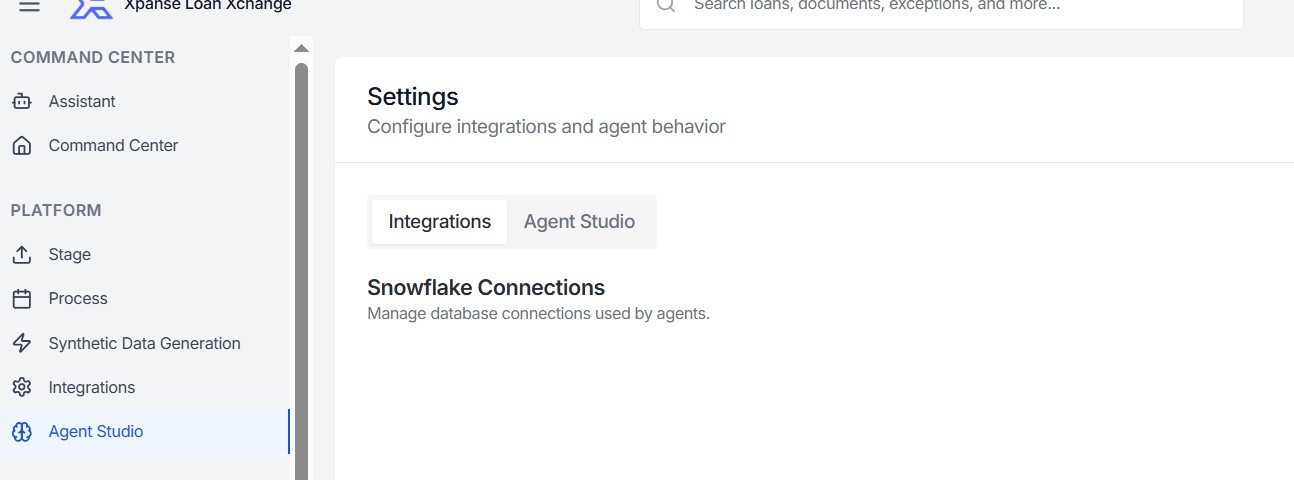 Xpanse Loan Xchange
Search loans, documents, exceptions, and more...
COMMAND CENTER
Assistant
Command Center
PLATFORM
Stage
Process
Synthetic Data Generation
Integrations
Agent Studio
Settings
Configure integrations and agent behavior
Integrations Agent Studio
Snowflake Connections
Manage database connections used by agents.